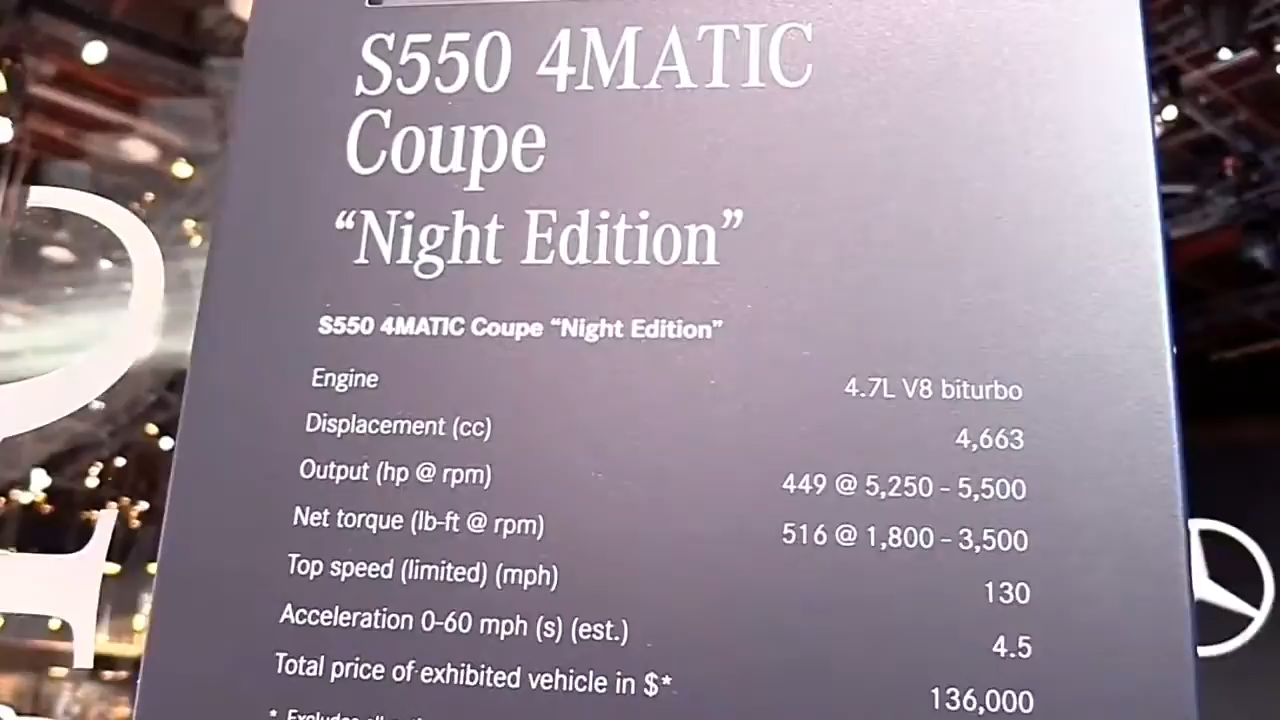 S550 4MATIC
Coupe
“Night Edition”
S550 4MATIC Coupe “Night Edition”
Engine 4.7L V8 biturbo
Displacement (cc) 4,663
Output (hp @ rpm) 449 @ 5,250 - 5,500
Net torque (lb-ft @ rpm) 516 @ 1,800 - 3,500
Top speed (limited) (mph) 130
Acceleration 0-60 mph (s) (est.) 4.5
Total price of exhibited vehicle in $* 136,000
* Excludes